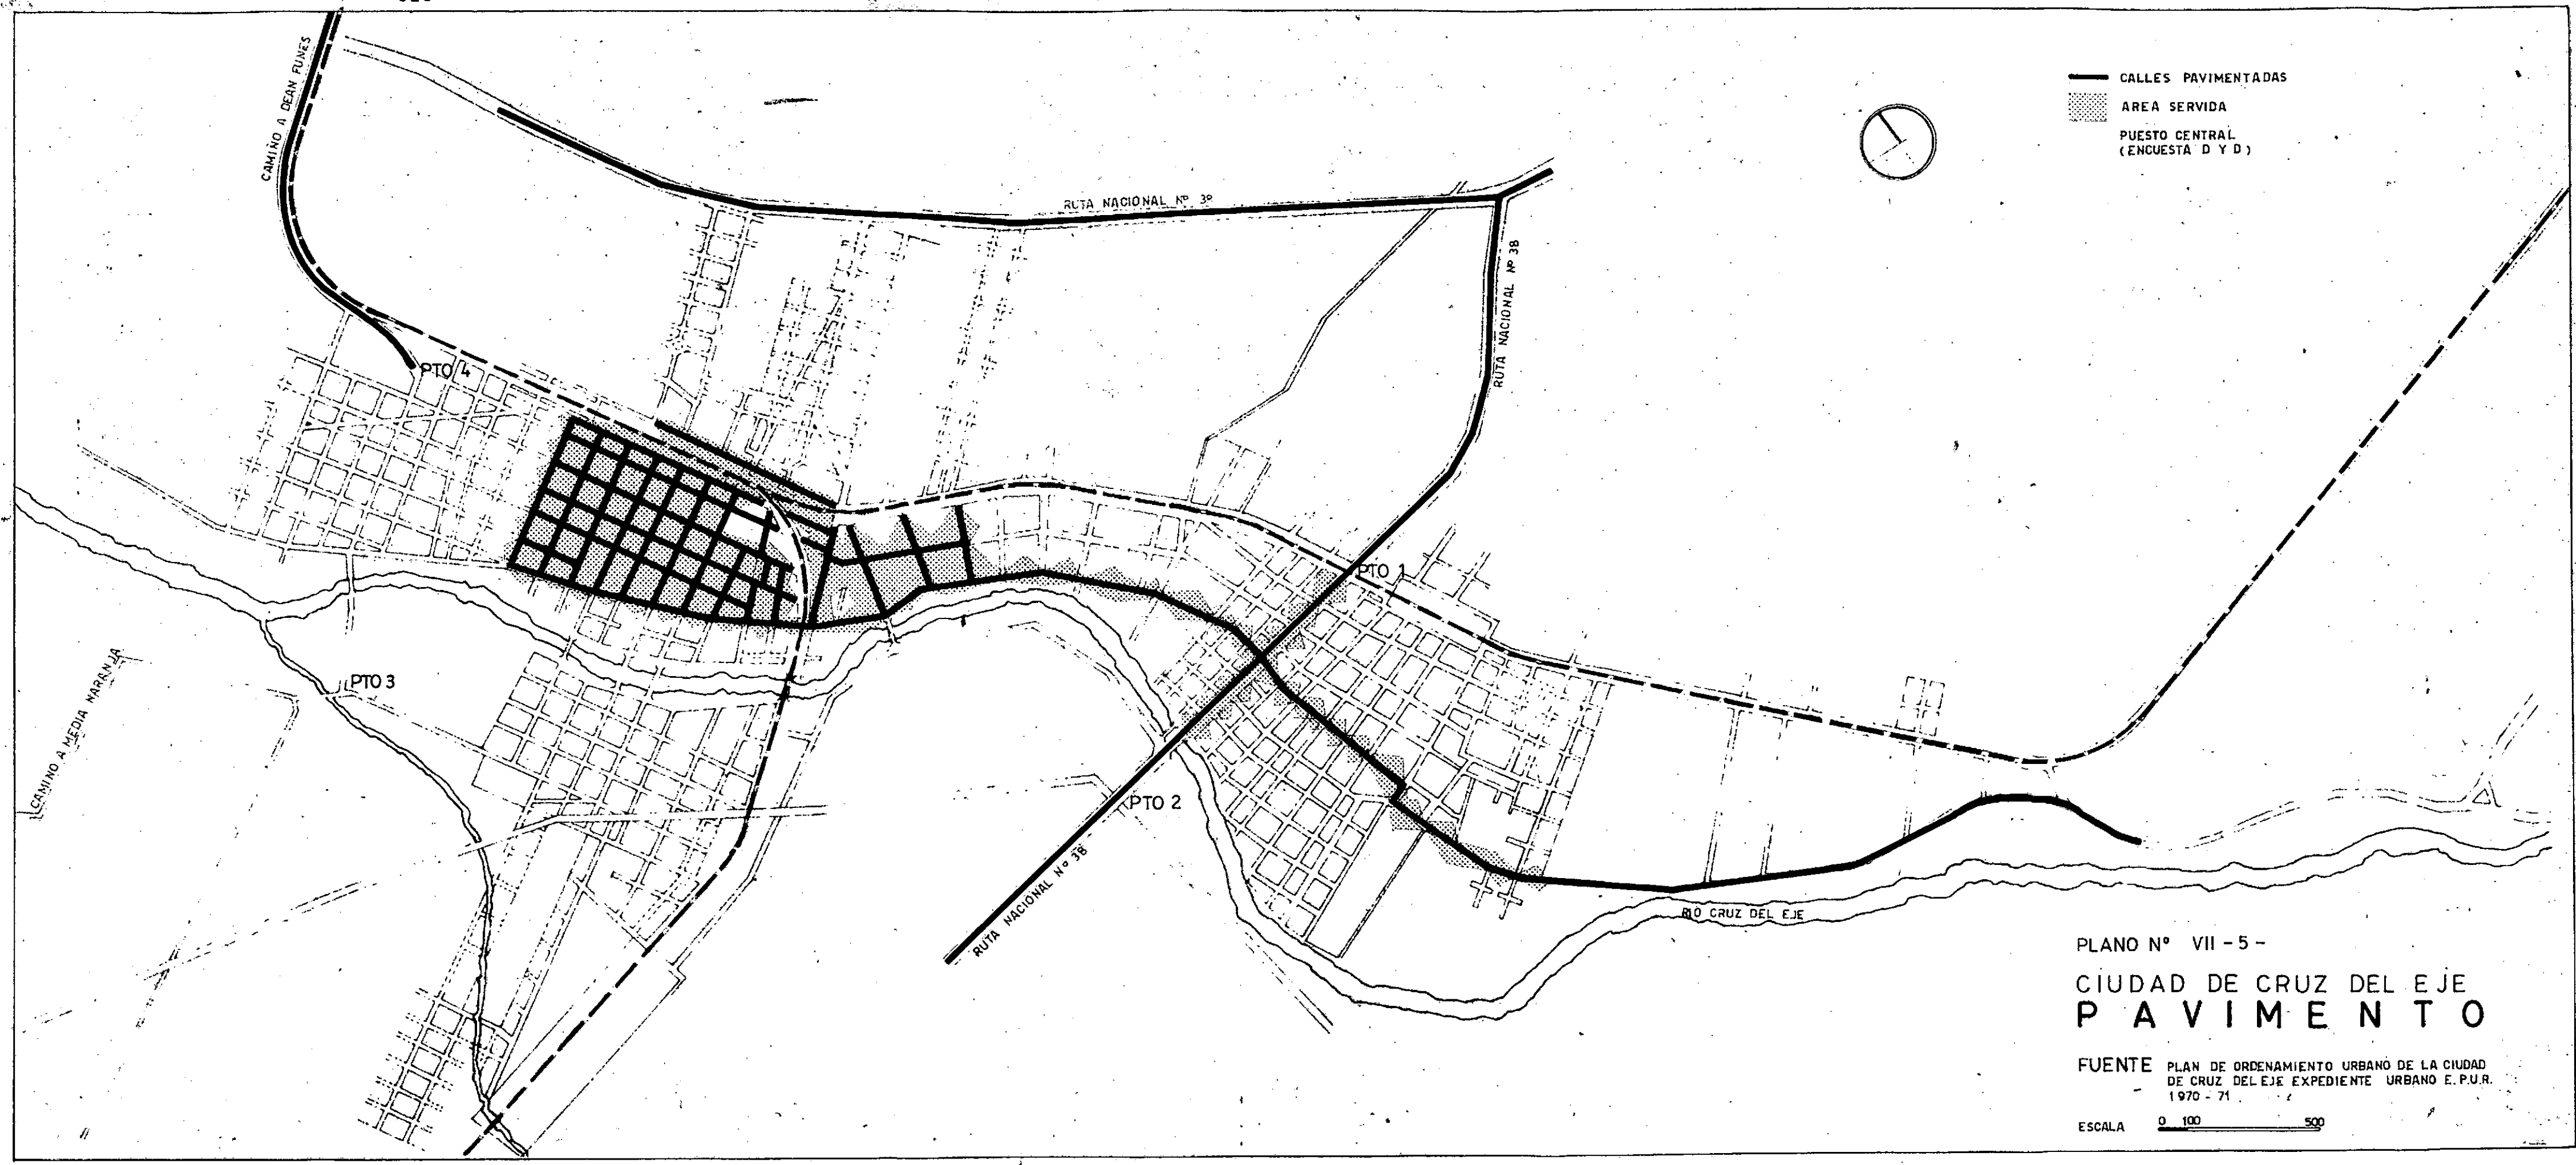 CAMINO A DEAN FUNES
CALLES PAVIMENTADAS
AREA SERVIDA
PUESTO CENTRAL
(ENCUESTA D Y D)
RUTA NACIONAL Nº 38
RUTA NACIONAL Nº 38
PTO 4
PTO 1
PTO 3
CAMINO A MEDIA NARANJA
PTO 2
RUTA NACIONAL Nº 38
RIO CRUZ DEL EJE
PLANO Nº VII - 5 -
CIUDAD DE CRUZ DEL EJE
PAVIMENTO
FUENTE PLAN DE ORDENAMIENTO URBANO DE LA CIUDAD
DE CRUZ DEL EJE EXPEDIENTE URBANO E.P.U.R.
1970 - 71
ESCALA 0 100 500